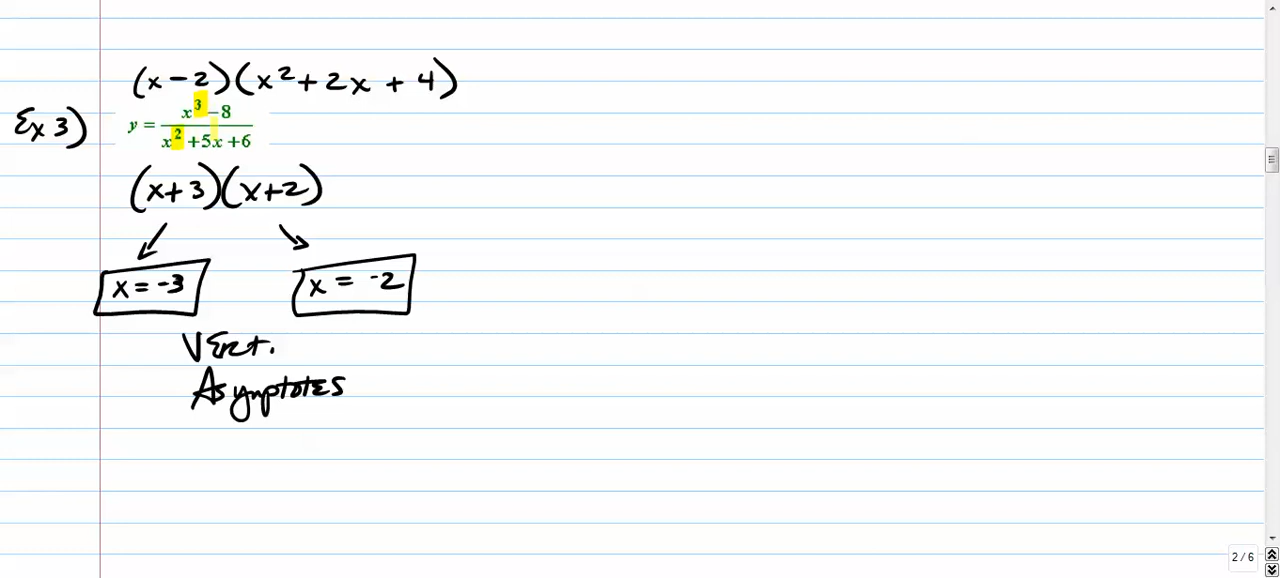 (x-2)(x²+2x+4)
Ex 3) y = (x³-8)/(x²+5x+6)
(x+3)(x+2)
x=-3 x=-2
Vert.
Asymptotes
2 / 6